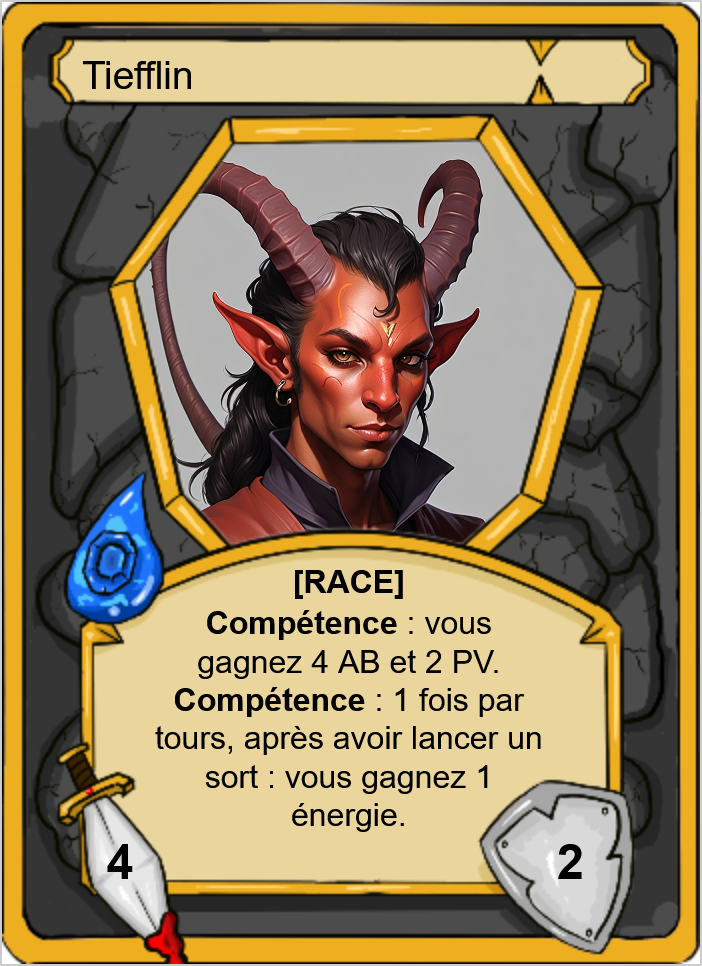 Tiefflin
[RACE]
Compétence : vous
gagnez 4 AB et 2 PV.
Compétence : 1 fois par
tours, après avoir lancer un
sort : vous gagnez 1
énergie.
4
2